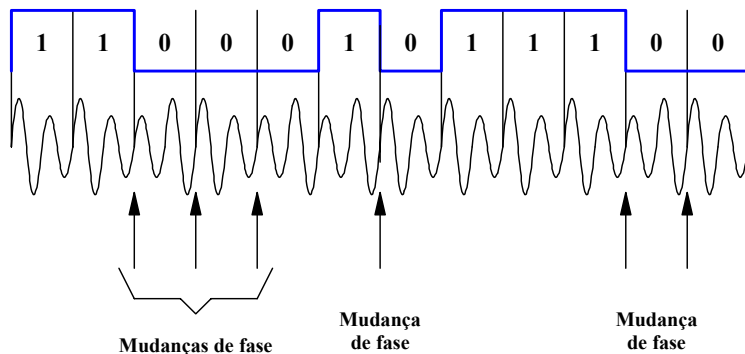 1 1 0 0 0 1 0 1 1 1 0 0
Mudanças de fase
Mudança
de fase
Mudança
de fase